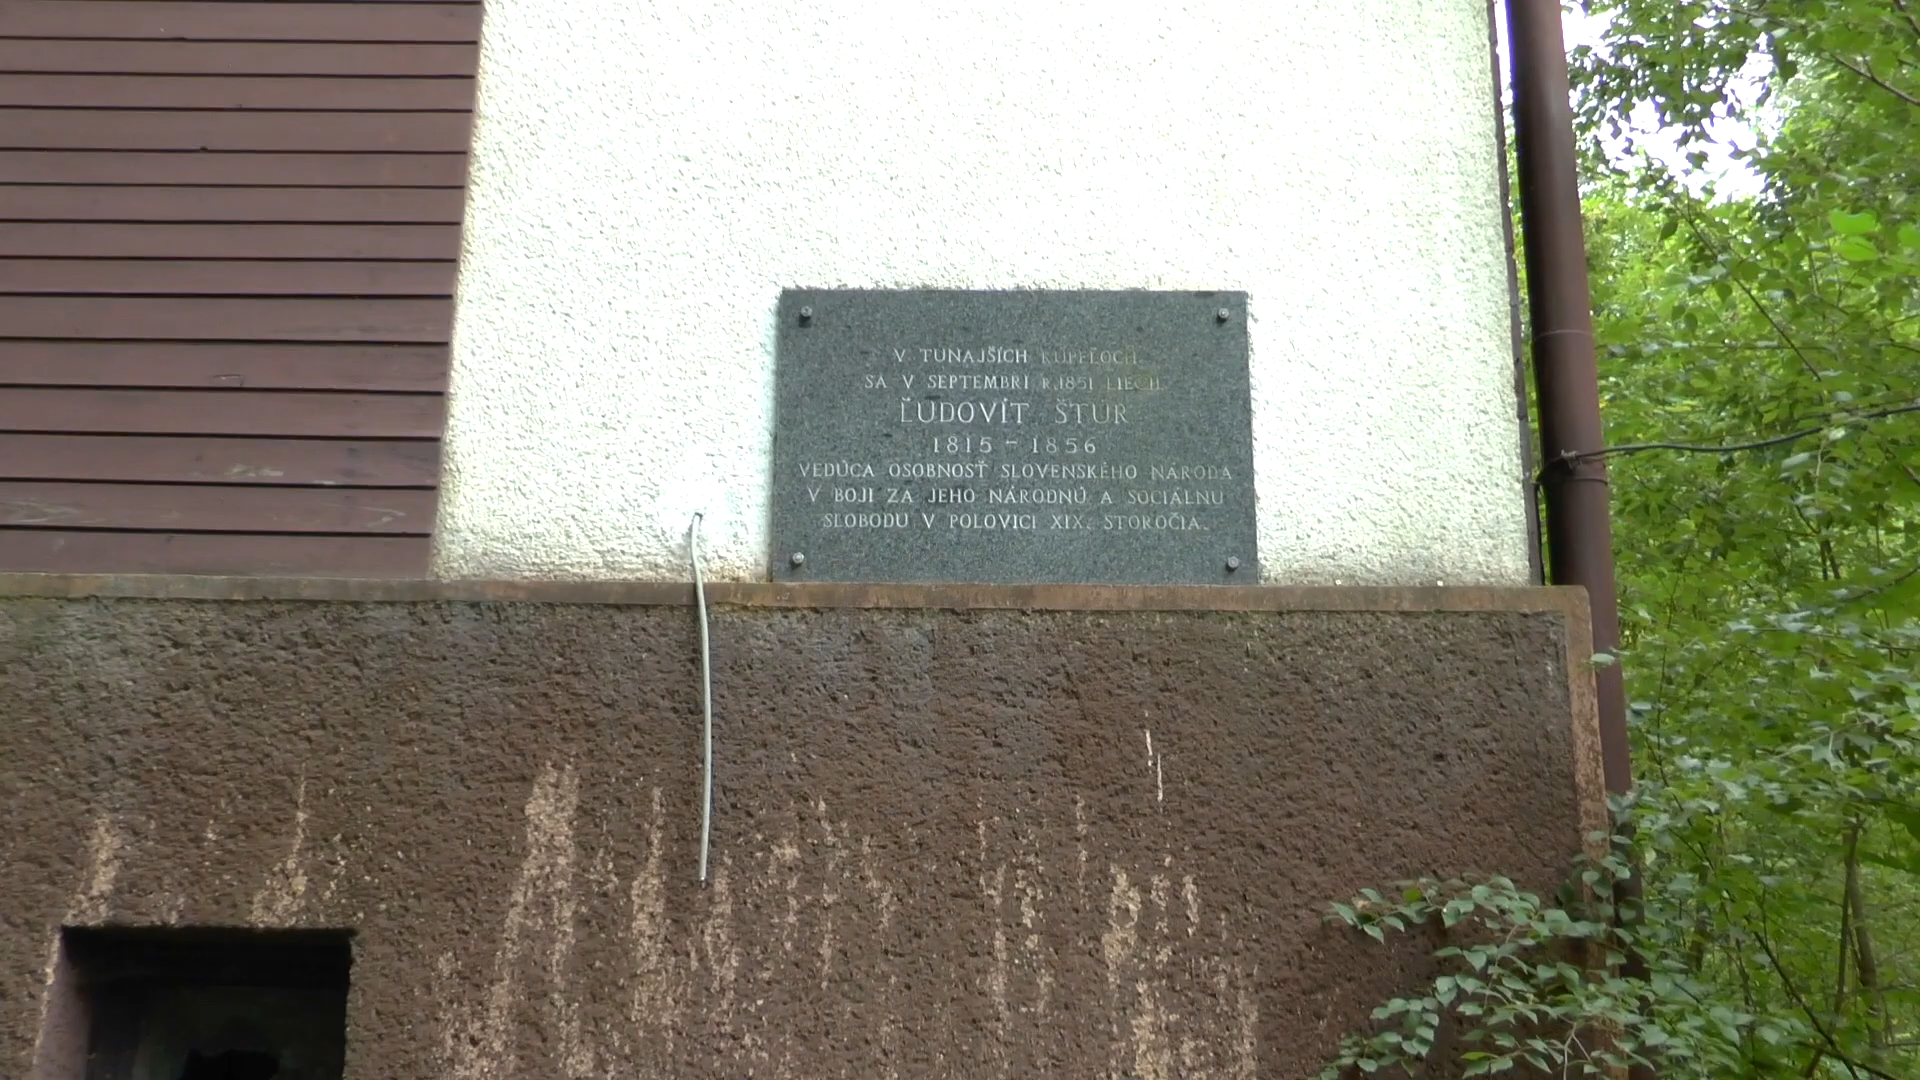 V TUNAJŠÍCH KÚPEĽOCH
SA V SEPTEMBRI R.1851 LIEČIL
ĽUDOVÍT ŠTÚR
1815 - 1856
VEDÚCA OSOBNOSŤ SLOVENSKÉHO NÁRODA
V BOJI ZA JEHO NÁRODNÚ A SOCIÁLNU
SLOBODU V POLOVICI XIX. STOROČIA.